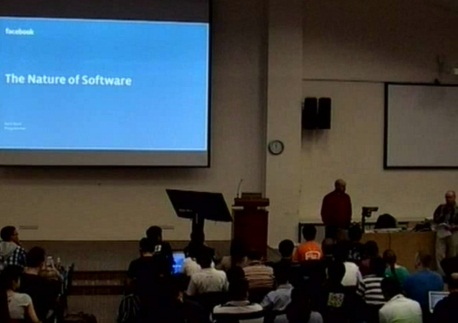 facebook
The Nature of Software